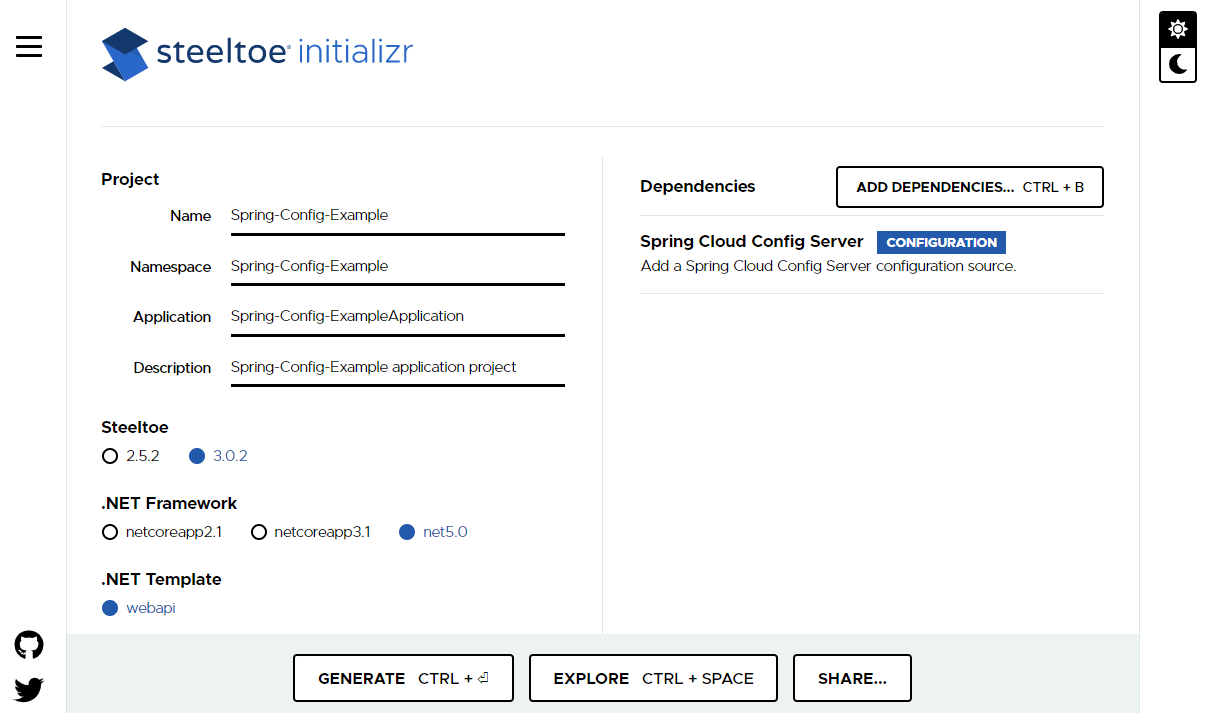 steeltoe initializr
Project
Name Spring-Config-Example
Namespace Spring-Config-Example
Application Spring-Config-ExampleApplication
Description Spring-Config-Example application project
Steeltoe
2.5.2 3.0.2
.NET Framework
netcoreapp2.1 netcoreapp3.1 net5.0
.NET Template
webapi
Dependencies ADD DEPENDENCIES... CTRL + B
Spring Cloud Config Server CONFIGURATION
Add a Spring Cloud Config Server configuration source.
GENERATE CTRL + ⏎ EXPLORE CTRL + SPACE SHARE...